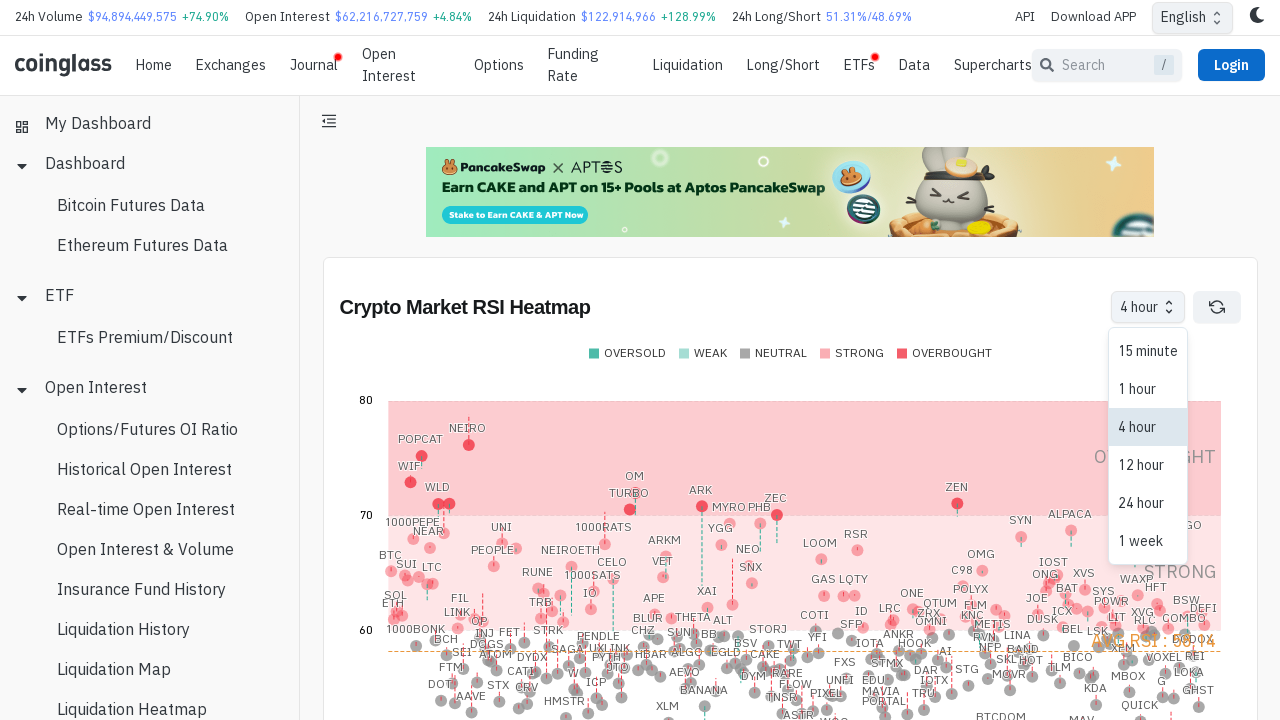 24h Volume $94,894,449,575 +74.90% Open Interest $62,216,727,759 +4.84% 24h Liquidation $122,914,966 +128.99% 24h Long/Short 51.31%/48.69% API Download APP English
coinglass Home Exchanges Journal Open Interest Options Funding Rate Liquidation Long/Short ETFs Data Supercharts Search / Login
My Dashboard
Dashboard
Bitcoin Futures Data
Ethereum Futures Data
ETF
ETFs Premium/Discount
Open Interest
Options/Futures OI Ratio
Historical Open Interest
Real-time Open Interest
Open Interest & Volume
Insurance Fund History
Liquidation History
Liquidation Map
Liquidation Heatmap
PancakeSwap X APTOS
Earn CAKE and APT on 15+ Pools at Aptos PancakeSwap
Stake to Earn CAKE & APT Now
Crypto Market RSI Heatmap
4 hour
15 minute
1 hour
4 hour
12 hour
24 hour
1 week
OVERSOLD WEAK NEUTRAL STRONG OVERBOUGHT
80
NEIRO
POPCAT
WIF
OM
WLD TURBO ARK ZEC ZEN
MYRO PHB
70
1000PEPE NEAR UNI 1000RATS YGG RSR SYN ALPACA
PEOPLE NEIROETH ARKM NEO LOOM OMG
BTC SUI LTC CELO VET SNX C98 IOST
RUNE 1000SATS GAS LQTY ONG XVS WAXP
SOL ETH FIL TRB IO APE XAI POLYX BAT SYS HFT
LINK OP BLUR THETA ALT COTI ID LRC ONE QTUM FLM JOE ICX POWR BSW
60
1000BONK INJ FET STRK CHZ SUN BB STORJ YFI SFP ZRX OMNI KNC METIS DUSK BEL LSK LIT XVG RLC COMBO DEFI
BCH DOGS PENDLE BSV TWT IOTA ANKR HOOK RVN LINA
AVG RSI : 58.74
SEI ATOM DYDX SAGA PYTH HBAR ALGO EGLD CAKE AI NFP SKL BAND HOT BICO XEM VOXEL REI
FTM CATI W AEVO DYM RARE FXS STMX DAR STG MOVR TLM LOKA
DOT STX CRV ICP BANANA FLOW UNFI EDU IOTX KDA MBOX G GHST
AAVE HMSTR XLM TNSR PIXEL MAVIA TRU QUICK
ASTR PORTAL BTCDOM
STRONG